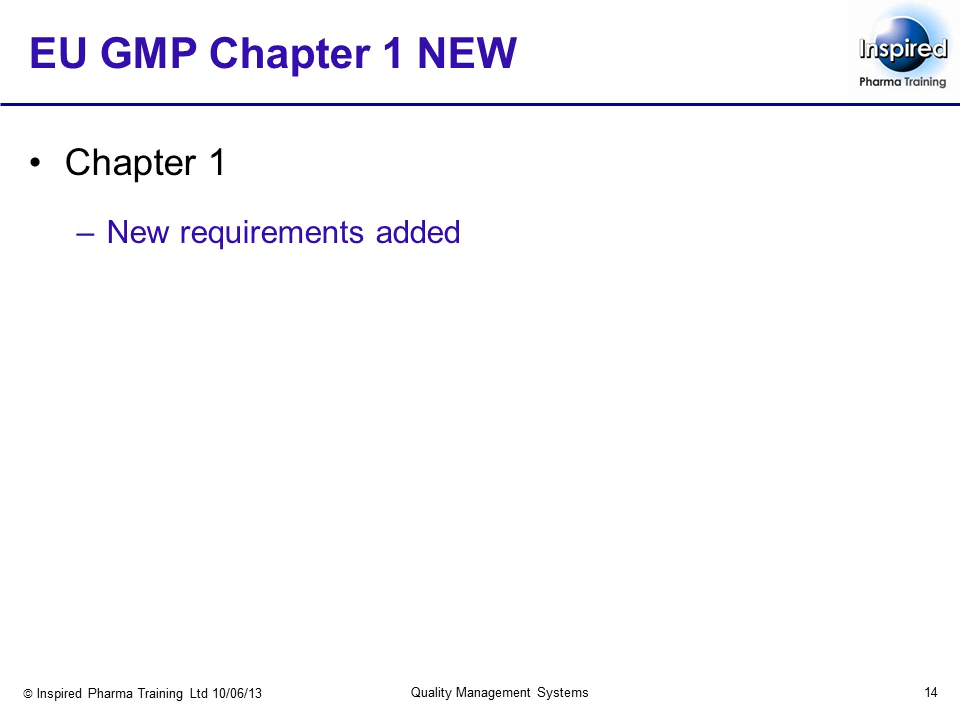 EU GMP Chapter 1 NEW
Inspired
Pharma Training
• Chapter 1
– New requirements added
© Inspired Pharma Training Ltd 10/06/13
Quality Management Systems
14